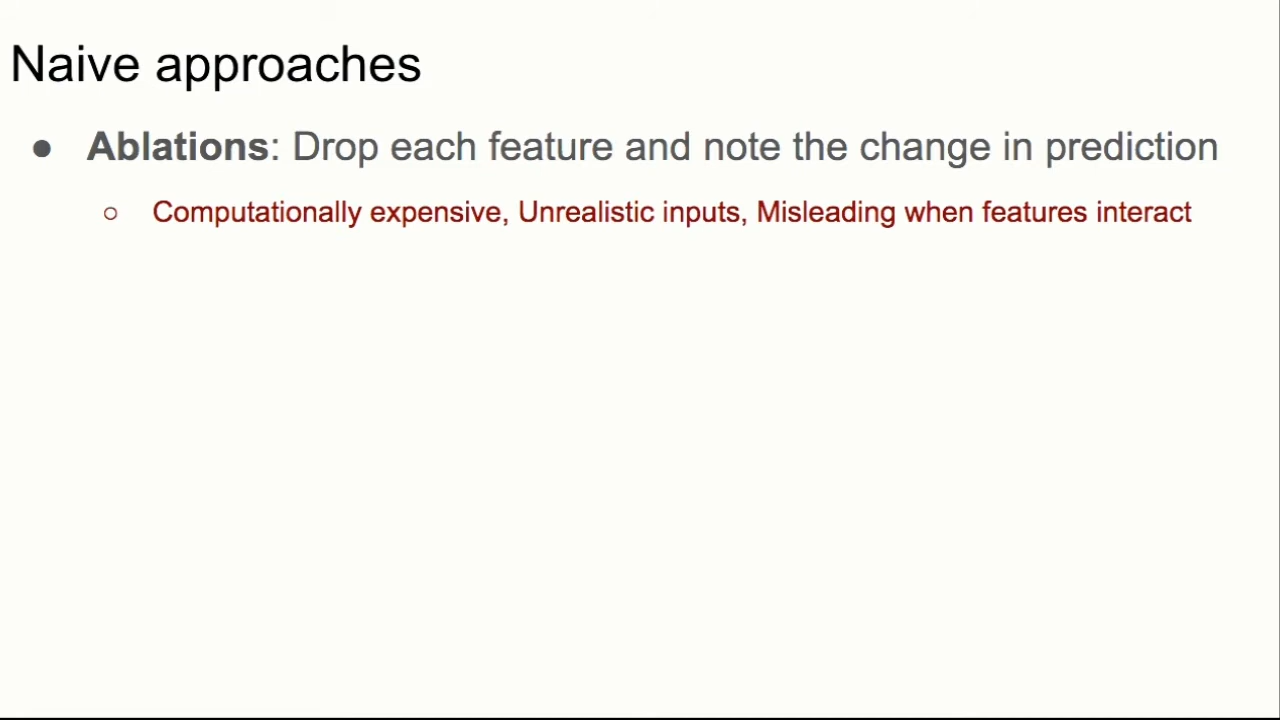 Naive approaches
● Ablations: Drop each feature and note the change in prediction
○ Computationally expensive, Unrealistic inputs, Misleading when features interact